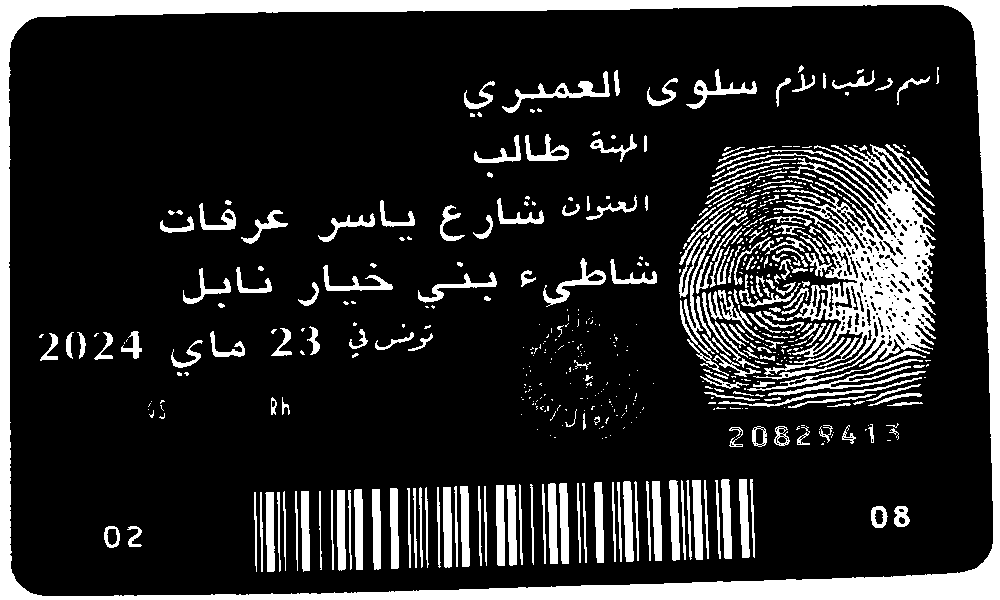 اسم ولقب الأم سلوى العميري
المهنة طالب
العنوان شارع ياسر عرفات
شاطىء بني خيار نابل
تونس في 23 ماي 2024
GS Rh
20829413
02 08